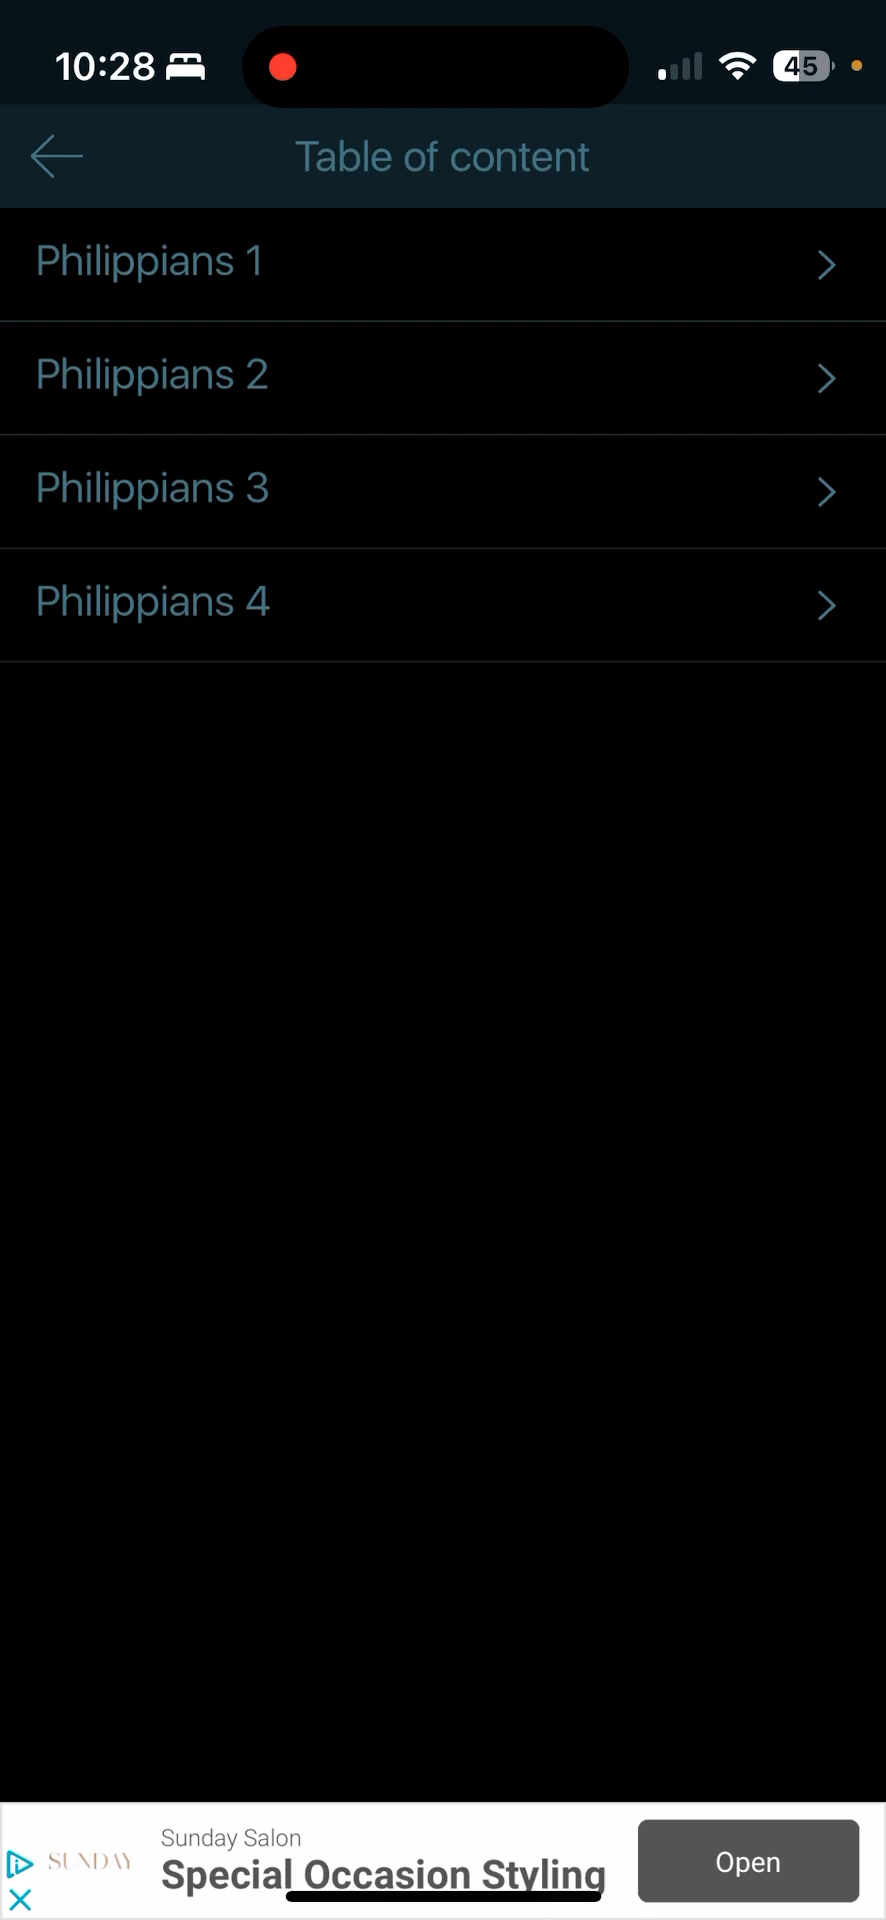 10:28
45
Table of content
Philippians 1
Philippians 2
Philippians 3
Philippians 4
Sunday Salon
SUNDAY
Special Occasion Styling
Open